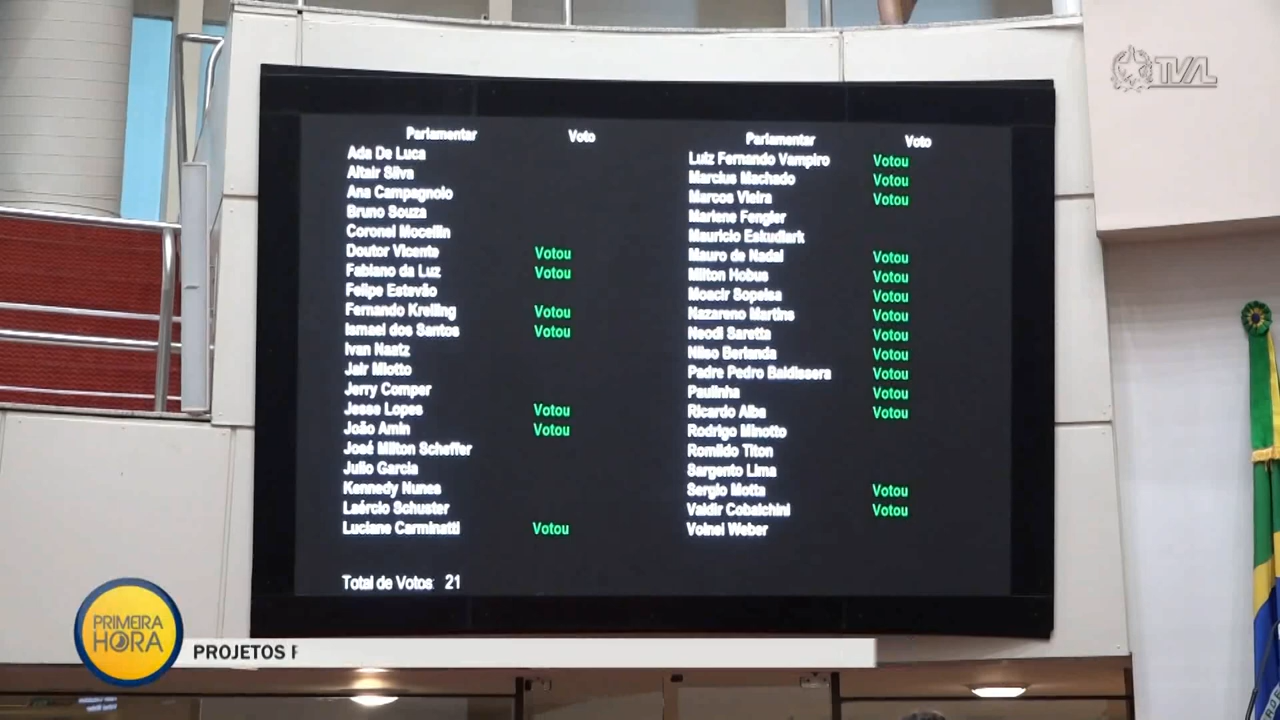 TVAL
Parlamentar Voto
Ada De Luca
Altair Silva
Ana Campagnolo
Bruno Souza
Coronel Mocellin
Doutor Vicente Votou
Fabiano da Luz Votou
Felipe Estevão
Fernando Krelling Votou
Ismael dos Santos Votou
Ivan Naatz
Jair Miotto
Jerry Comper
Jesse Lopes Votou
João Amin Votou
José Milton Scheffer
Julio Garcia
Kennedy Nunes
Laércio Schuster
Luciane Carminatti Votou
Total de Votos: 21
Parlamentar Voto
Luiz Fernando Vampiro Votou
Marcius Machado Votou
Marcos Vieira Votou
Marlene Fengler
Mauricio Eskudlark
Mauro de Nadal Votou
Milton Hobus Votou
Moacir Sopelsa Votou
Nazareno Martins Votou
Neodi Saretta Votou
Nilso Berlanda Votou
Padre Pedro Baldissera Votou
Paulinha Votou
Ricardo Alba Votou
Rodrigo Minotto
Romildo Titon
Sargento Lima
Sergio Motta Votou
Valdir Cobalchini Votou
Volnei Weber
PRIMEIRA
HORA
PROJETOS